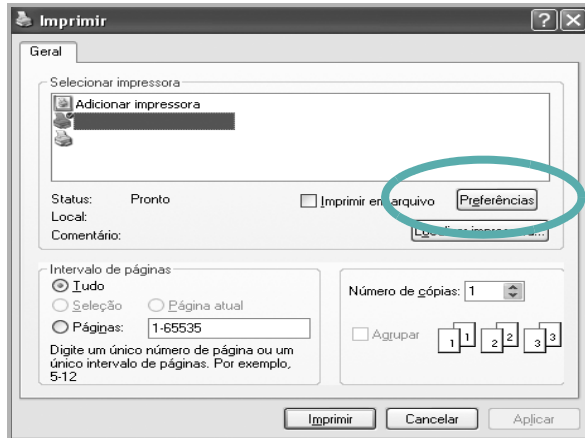 Imprimir
Geral
Selecionar impressora
Adicionar impressora
Status: Pronto
Imprimir em arquivo
Preferências
Local:
Comentário:
Localizar impressora...
Intervalo de páginas
Tudo
Seleção
Página atual
Páginas: 1-65535
Digite um único número de página ou um
único intervalo de páginas. Por exemplo,
5-12
Número de cópias: 1
Agrupar
1 1 2 2 3 3
Imprimir
Cancelar
Aplicar